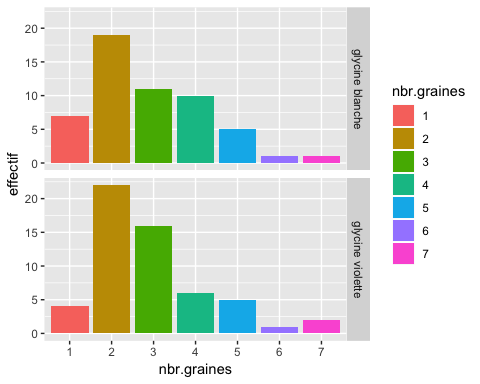 effectif
20
15
10
5
0
glycine blanche
20
15
10
5
0
glycine violette
1 2 3 4 5 6 7
nbr.graines
nbr.graines
1
2
3
4
5
6
7